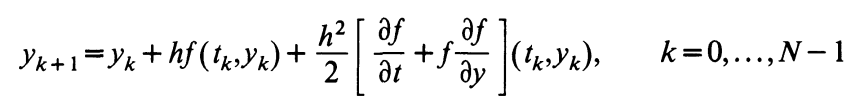 y_{k+1} = y_k + hf(t_k, y_k) + \frac{h^2}{2} \left[ \frac{\partial f}{\partial t} + f \frac{\partial f}{\partial y} \right] (t_k, y_k), \qquad k = 0, \ldots, N - 1